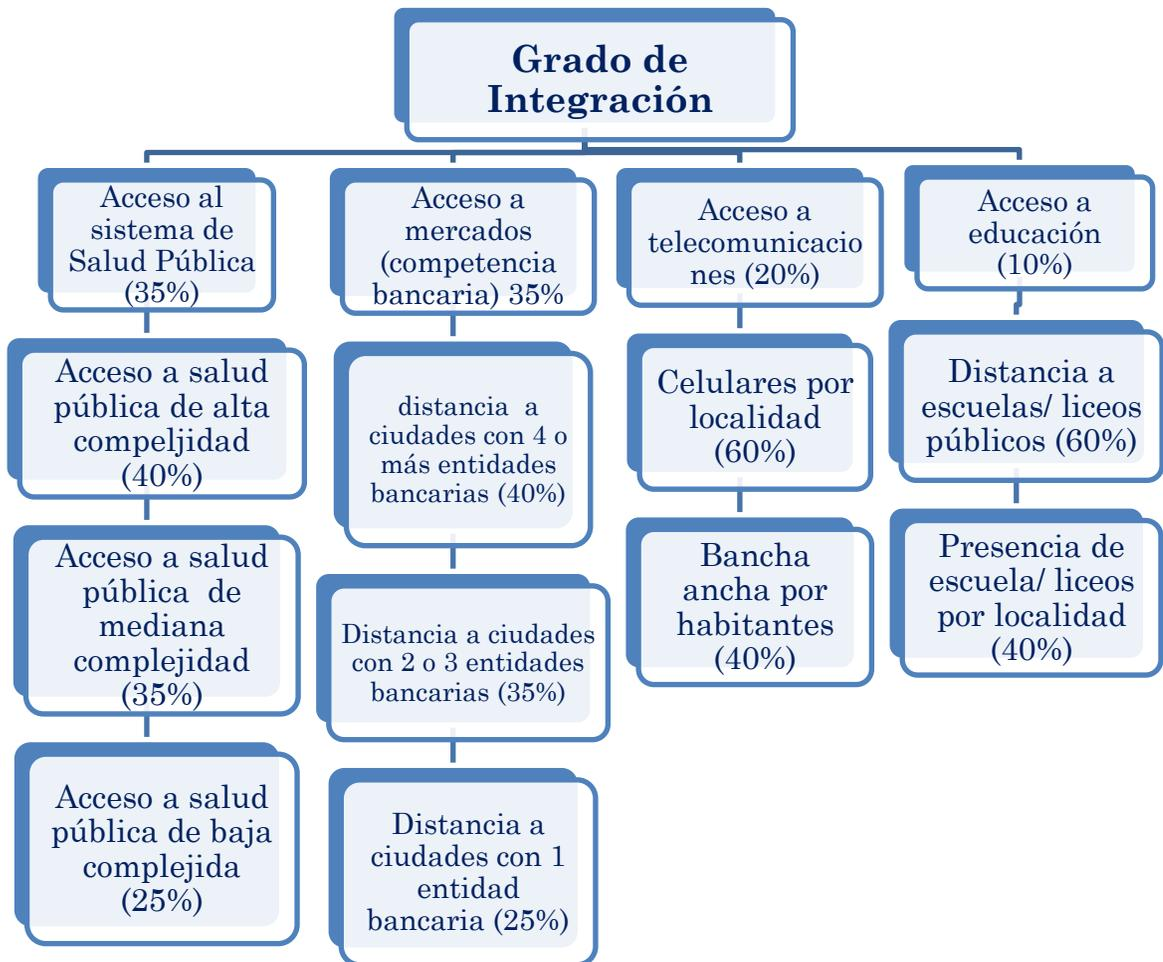 Grado de
Integración
Acceso al
sistema de
Salud Pública
(35%)
Acceso a salud
pública de alta
compeljidad
(40%)
Acceso a salud
pública de
mediana
complejidad
(35%)
Acceso a salud
pública de baja
complejida
(25%)
Acceso a
mercados
(competencia
bancaria) 35%
distancia a
ciudades con 4 o
más entidades
bancarias (40%)
Distancia a ciudades
con 2 o 3 entidades
bancarias (35%)
Distancia a
ciudades con 1
entidad
bancaria (25%)
Acceso a
telecomunicacio
nes (20%)
Celulares por
localidad
(60%)
Bancha
ancha por
habitantes
(40%)
Acceso a
educación
(10%)
Distancia a
escuelas/ liceos
públicos (60%)
Presencia de
escuela/ liceos
por localidad
(40%)